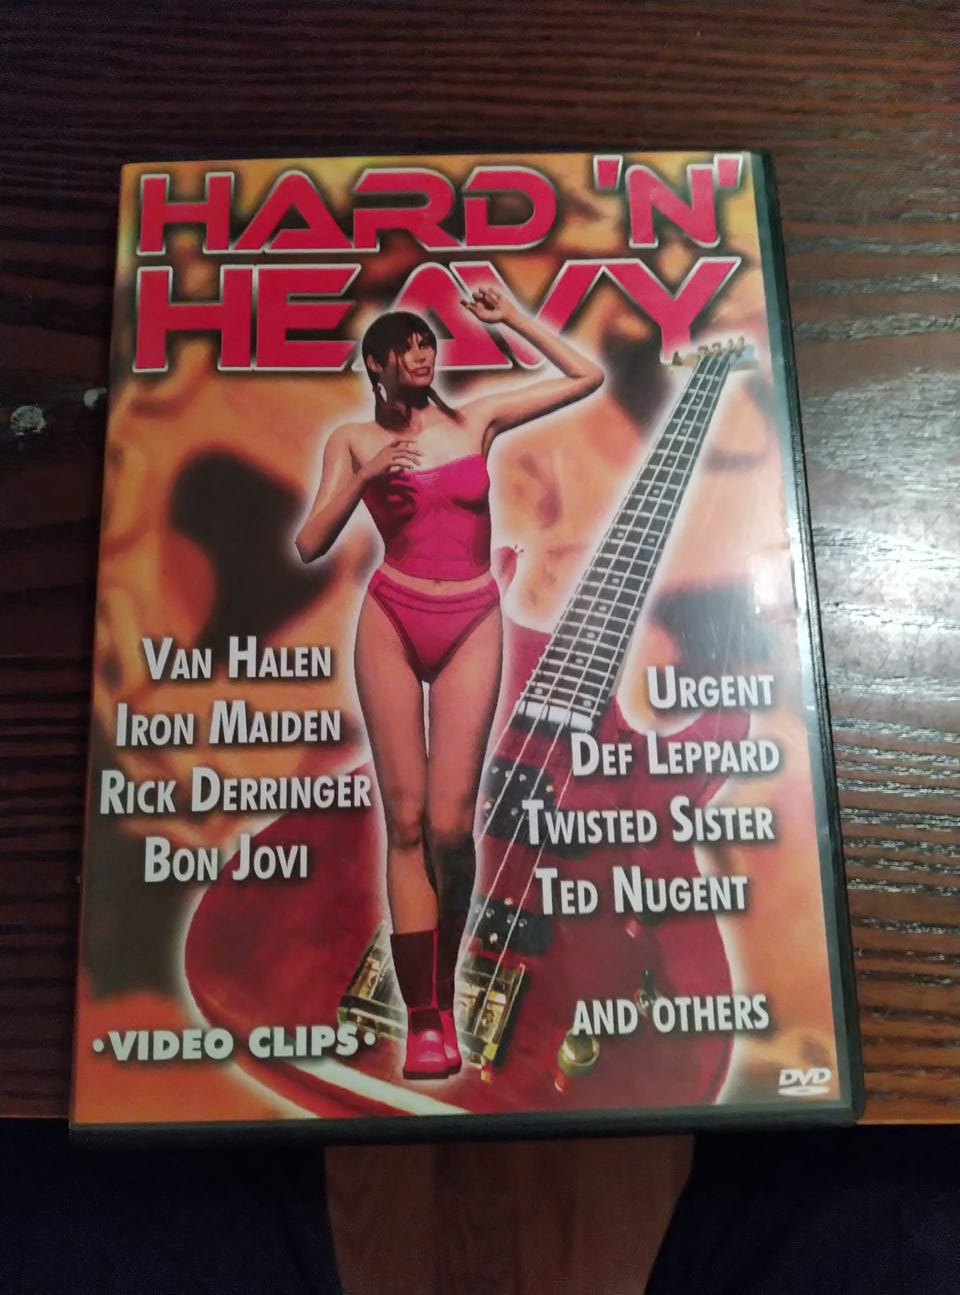 HARD 'N'
HEAVY
VAN HALEN
IRON MAIDEN
RICK DERRINGER
BON JOVI
URGENT
DEF LEPPARD
TWISTED SISTER
TED NUGENT
AND OTHERS
•VIDEO CLIPS•
DVD